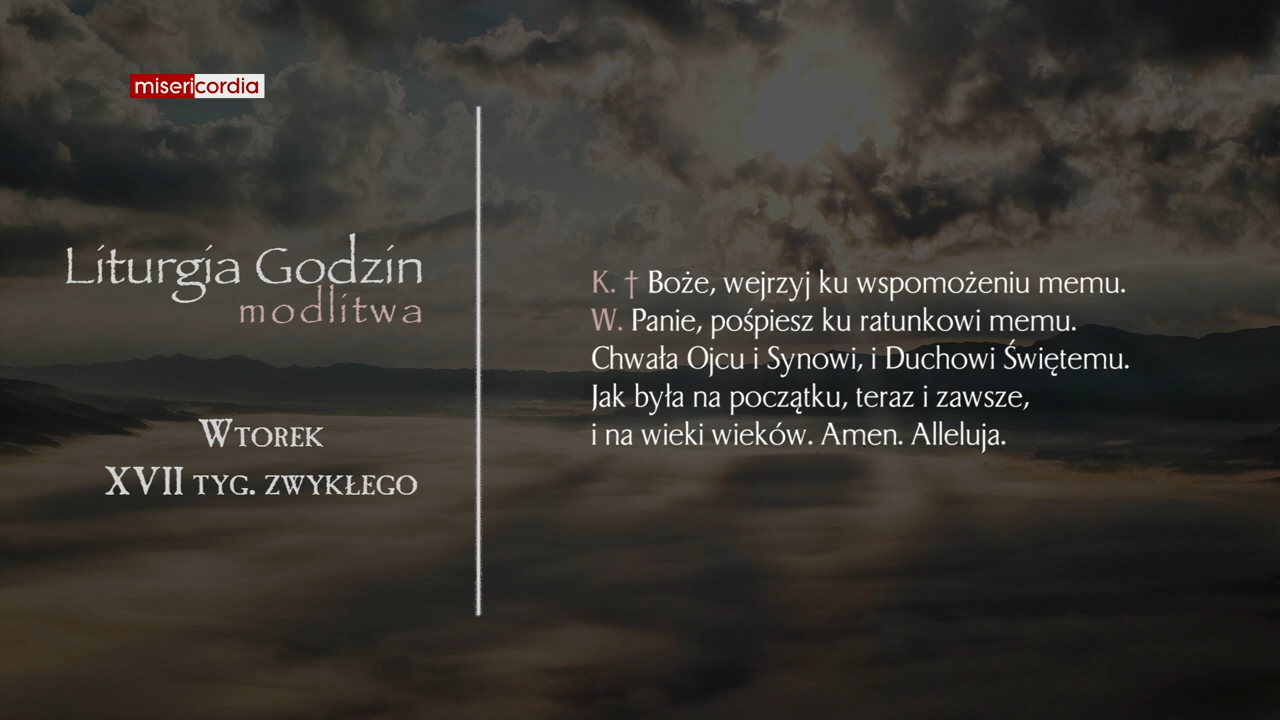 misericordia
Liturgia Godzin
modlitwa
Wtorek
XVII tyg. zwykłego
K. † Boże, wejrzyj ku wspomożeniu memu.
W. Panie, pośpiesz ku ratunkowi memu.
Chwała Ojcu i Synowi, i Duchowi Świętemu.
Jak była na początku, teraz i zawsze,
i na wieki wieków. Amen. Alleluja.